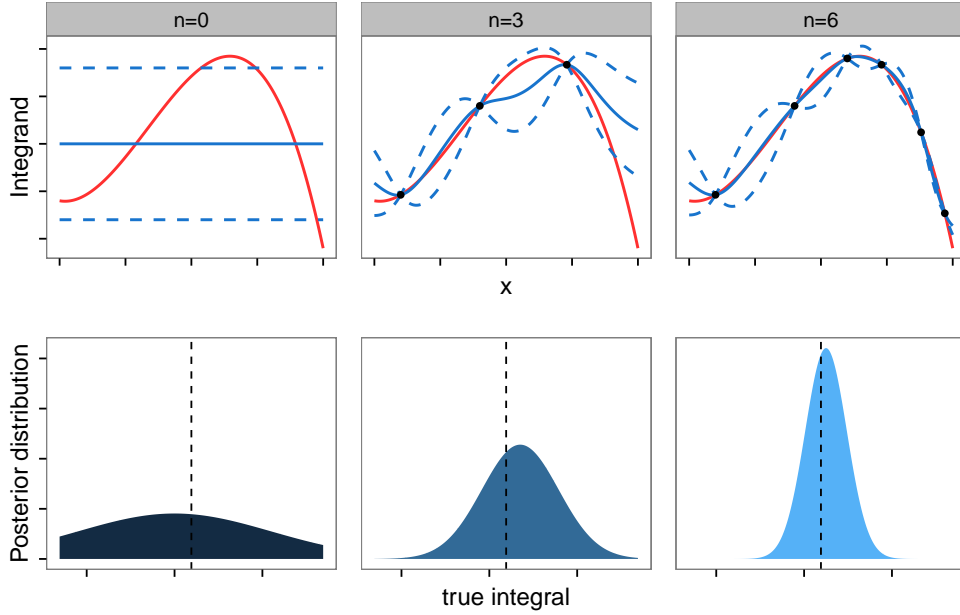 n=0
n=3
n=6
Integrand
x
Posterior distribution
true integral